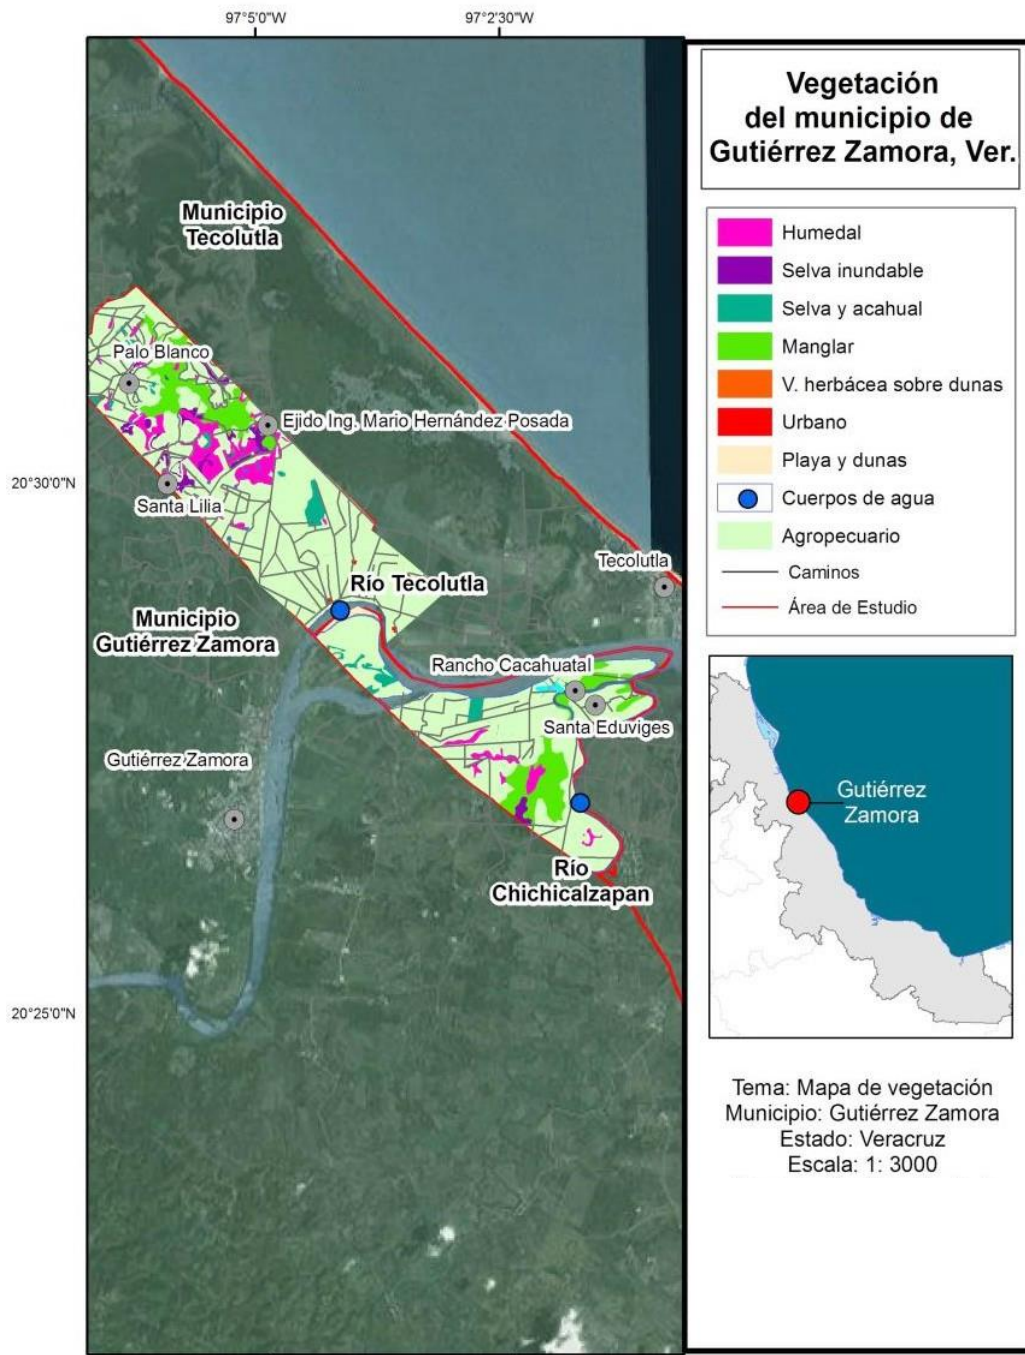 97°5'0"W
97°2'30"W
Vegetación
del municipio de
Gutiérrez Zamora, Ver.
Municipio
Tecolutla
Humedal
Selva inundable
Selva y acahual
Manglar
V. herbácea sobre dunas
Urbano
Playa y dunas
Cuerpos de agua
Agropecuario
Caminos
Área de Estudio
Palo Blanco
Ejido Ing. Mario Hernández Posada
20°30'0"N
Santa Lilia
Tecolutla
Río Tecolutla
Municipio
Gutiérrez Zamora
Rancho Cacahuatal
Santa Eduviges
Gutiérrez Zamora
Río
Chichicalzapan
20°25'0"N
Gutiérrez
Zamora
Tema: Mapa de vegetación
Municipio: Gutiérrez Zamora
Estado: Veracruz
Escala: 1: 3000